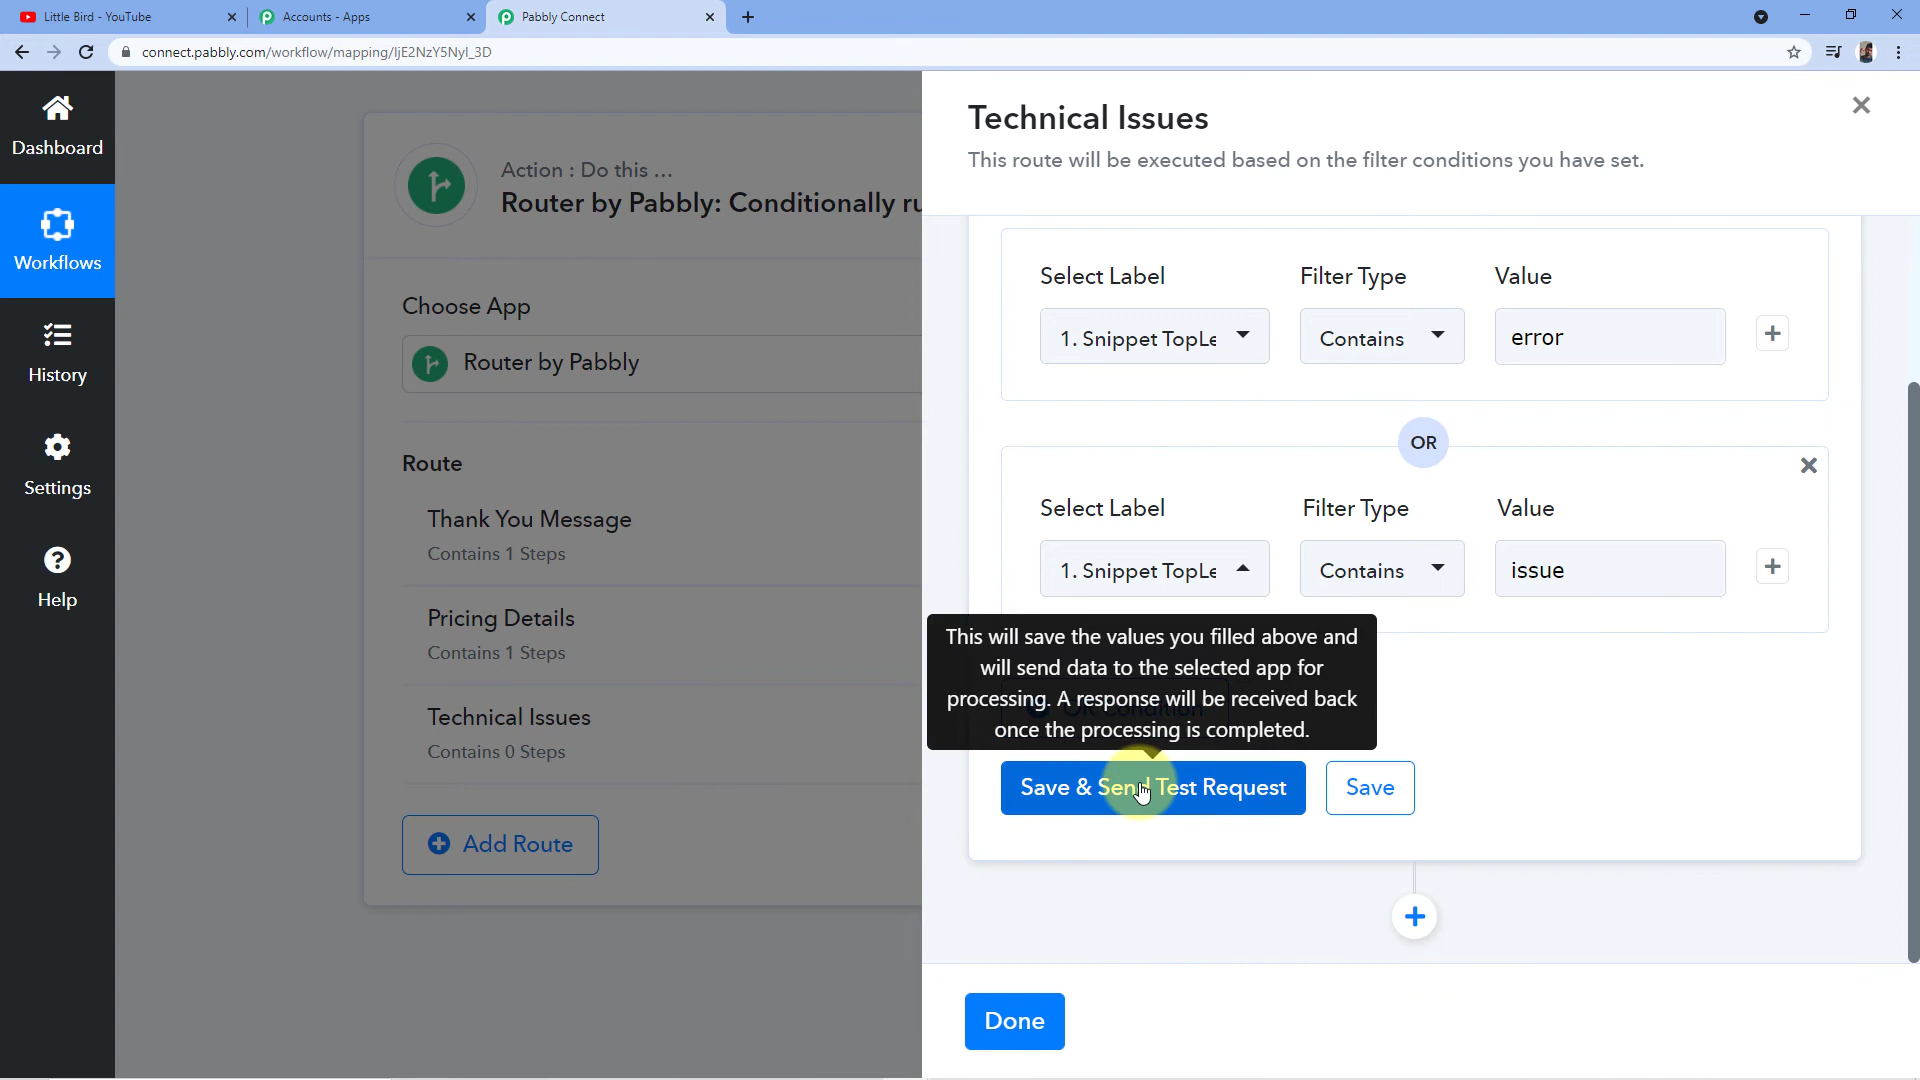 Little Bird - YouTube
Accounts - Apps
Pabbly Connect
connect.pabbly.com/workflow/mapping/IjE2NzY5NyI_3D
Dashboard
Workflows
History
Settings
Help
Action : Do this ...
Router by Pabbly: Conditionally ru
Choose App
Router by Pabbly
Route
Thank You Message
Contains 1 Steps
Pricing Details
Contains 1 Steps
Technical Issues
Contains 0 Steps
Add Route
Technical Issues
This route will be executed based on the filter conditions you have set.
Select Label Filter Type Value
1. Snippet TopLe Contains error
OR
Select Label Filter Type Value
1. Snippet TopLe Contains issue
This will save the values you filled above and
will send data to the selected app for
processing. A response will be received back
once the processing is completed.
OR Condition
Save & Send Test Request Save
Done